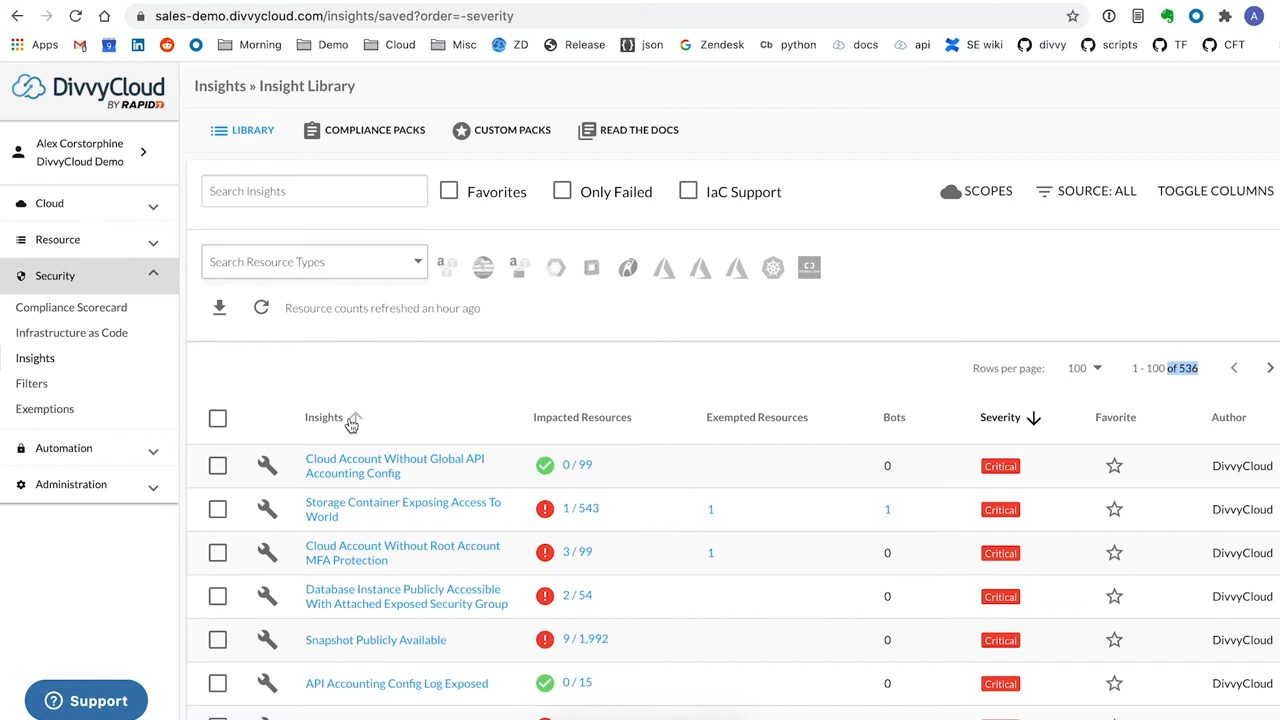 sales-demo.divvycloud.com/insights/saved?order=-severity
A
Apps
Morning
Demo
Cloud
Misc
ZD
Release
json
Zendesk
Cb python
docs
api
SE wiki
divvy
scripts
TF
CFT
DivvyCloud
BY RAPID7
Alex Corstorphine
DivvyCloud Demo
Cloud
Resource
Security
Compliance Scorecard
Infrastructure as Code
Insights
Filters
Exemptions
Automation
Administration
Support
Insights » Insight Library
LIBRARY
COMPLIANCE PACKS
CUSTOM PACKS
READ THE DOCS
Search Insights
Favorites
Only Failed
IaC Support
SCOPES
SOURCE: ALL
TOGGLE COLUMNS
Search Resource Types
Resource counts refreshed an hour ago
Rows per page: 100
1 - 100 of 536
Insights Impacted Resources Exempted Resources Bots Severity Favorite Author
Cloud Account Without Global API
Accounting Config
0 / 99 0 Critical DivvyCloud
Storage Container Exposing Access To
World
1 / 543 1 1 Critical DivvyCloud
Cloud Account Without Root Account
MFA Protection
3 / 99 1 0 Critical DivvyCloud
Database Instance Publicly Accessible
With Attached Exposed Security Group
2 / 54 0 Critical DivvyCloud
Snapshot Publicly Available 9 / 1,992 0 Critical DivvyCloud
API Accounting Config Log Exposed 0 / 15 0 Critical DivvyCloud